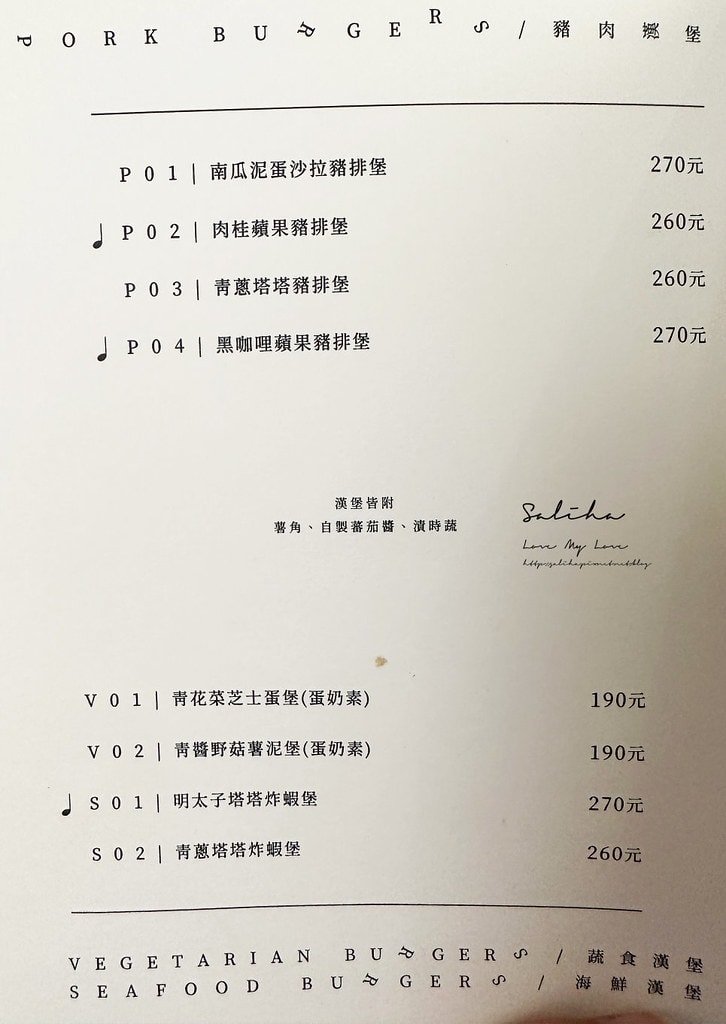 PORK BURGERS / 豬肉漢堡
P01 | 南瓜泥蛋沙拉豬排堡 270元
P02 | 肉桂蘋果豬排堡 260元
P03 | 青蔥塔塔豬排堡 260元
P04 | 黑咖哩蘋果豬排堡 270元
漢堡皆附
薯角、自製蕃茄醬、漬時蔬
Saliha
Love My Love
http://saliha.pixnet.net/blog
V01 | 青花菜芝士蛋堡(蛋奶素) 190元
V02 | 青醬野菇薯泥堡(蛋奶素) 190元
S01 | 明太子塔塔炸蝦堡 270元
S02 | 青蔥塔塔炸蝦堡 260元
VEGETARIAN BURGERS / 蔬食漢堡
SEAFOOD BURGERS / 海鮮漢堡